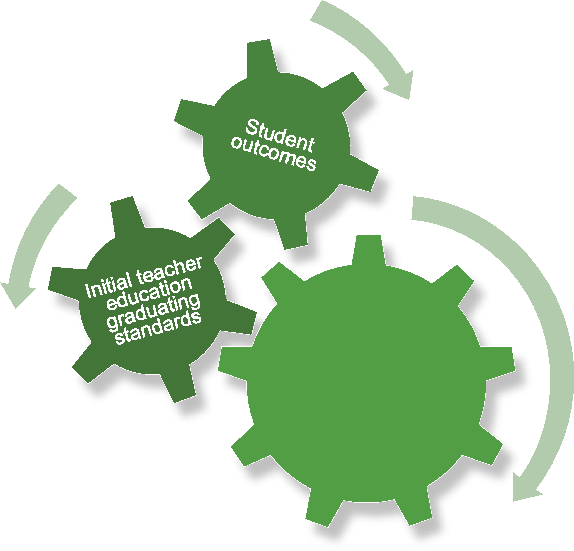 Student
outcomes
Initial teacher
education
graduating
standards